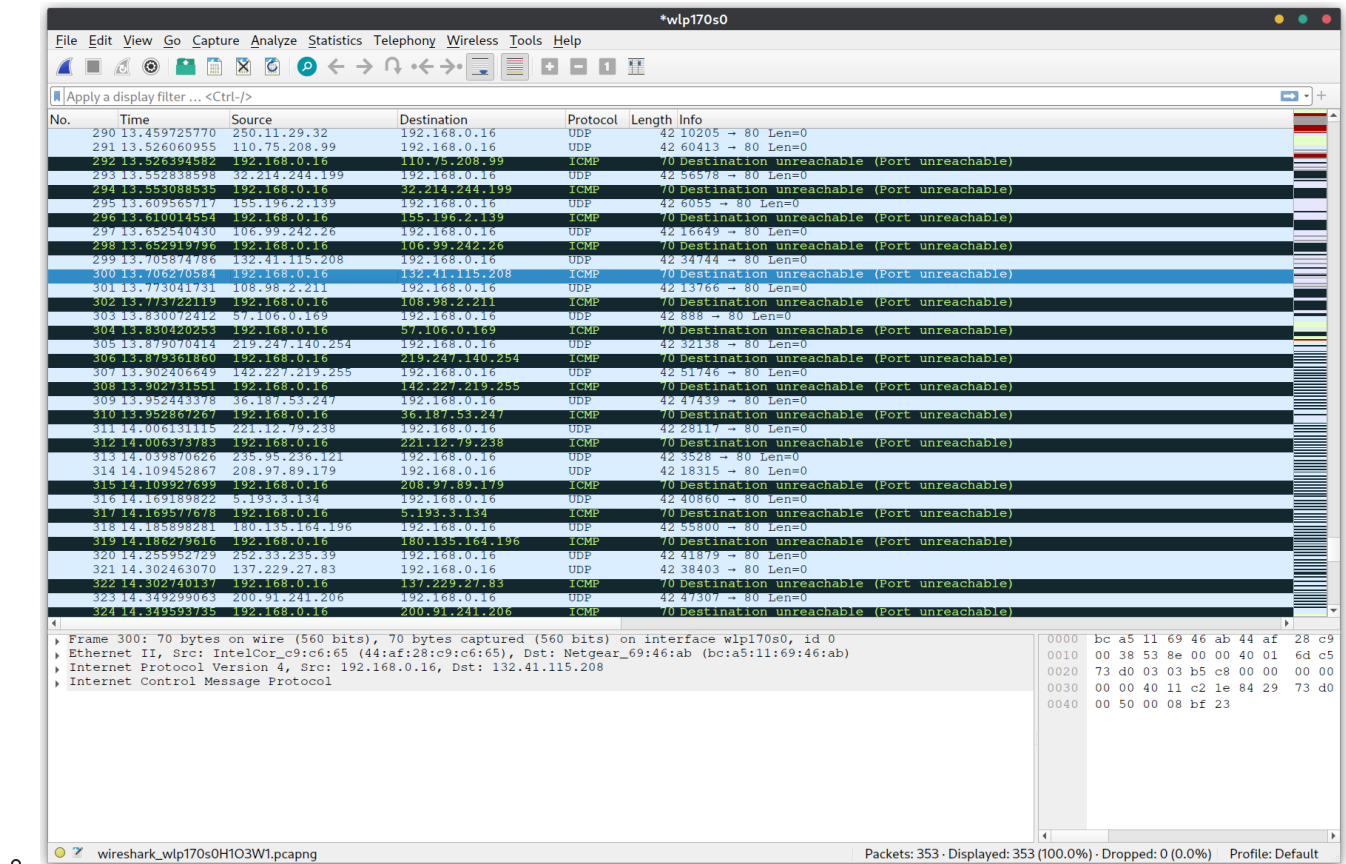 *wlp170s0
File Edit View Go Capture Analyze Statistics Telephony Wireless Tools Help
Apply a display filter ... <Ctrl-/>
No. Time Source Destination Protocol Length Info
290 13.459725770 250.11.29.32 192.168.0.16 UDP 42 10205 → 80 Len=0
291 13.526060955 110.75.208.99 192.168.0.16 UDP 42 60413 → 80 Len=0
292 13.526394582 192.168.0.16 110.75.208.99 ICMP 70 Destination unreachable (Port unreachable)
293 13.552838598 32.214.244.199 192.168.0.16 UDP 42 56578 → 80 Len=0
294 13.553088535 192.168.0.16 32.214.244.199 ICMP 70 Destination unreachable (Port unreachable)
295 13.609565717 155.196.2.139 192.168.0.16 UDP 42 6055 → 80 Len=0
296 13.610014554 192.168.0.16 155.196.2.139 ICMP 70 Destination unreachable (Port unreachable)
297 13.652540430 106.99.242.26 192.168.0.16 UDP 42 16649 → 80 Len=0
298 13.652919796 192.168.0.16 106.99.242.26 ICMP 70 Destination unreachable (Port unreachable)
299 13.705874786 132.41.115.208 192.168.0.16 UDP 42 34744 → 80 Len=0
300 13.706270584 192.168.0.16 132.41.115.208 ICMP 70 Destination unreachable (Port unreachable)
301 13.773041731 108.98.2.211 192.168.0.16 UDP 42 13766 → 80 Len=0
302 13.773722119 192.168.0.16 108.98.2.211 ICMP 70 Destination unreachable (Port unreachable)
303 13.830072412 57.106.0.169 192.168.0.16 UDP 42 888 → 80 Len=0
304 13.830420253 192.168.0.16 57.106.0.169 ICMP 70 Destination unreachable (Port unreachable)
305 13.879070414 219.247.140.254 192.168.0.16 UDP 42 32138 → 80 Len=0
306 13.879361860 192.168.0.16 219.247.140.254 ICMP 70 Destination unreachable (Port unreachable)
307 13.902406649 142.227.219.255 192.168.0.16 UDP 42 51746 → 80 Len=0
308 13.902731551 192.168.0.16 142.227.219.255 ICMP 70 Destination unreachable (Port unreachable)
309 13.952443378 36.187.53.247 192.168.0.16 UDP 42 47439 → 80 Len=0
310 13.952867267 192.168.0.16 36.187.53.247 ICMP 70 Destination unreachable (Port unreachable)
311 14.006131115 221.12.79.238 192.168.0.16 UDP 42 28117 → 80 Len=0
312 14.006373783 192.168.0.16 221.12.79.238 ICMP 70 Destination unreachable (Port unreachable)
313 14.039870626 235.95.236.121 192.168.0.16 UDP 42 3528 → 80 Len=0
314 14.109452867 208.97.89.179 192.168.0.16 UDP 42 18315 → 80 Len=0
315 14.109927699 192.168.0.16 208.97.89.179 ICMP 70 Destination unreachable (Port unreachable)
316 14.169189822 5.193.3.134 192.168.0.16 UDP 42 40860 → 80 Len=0
317 14.169577678 192.168.0.16 5.193.3.134 ICMP 70 Destination unreachable (Port unreachable)
318 14.185898281 180.135.164.196 192.168.0.16 UDP 42 55800 → 80 Len=0
319 14.186279616 192.168.0.16 180.135.164.196 ICMP 70 Destination unreachable (Port unreachable)
320 14.255952729 252.33.235.39 192.168.0.16 UDP 42 41879 → 80 Len=0
321 14.302463070 137.229.27.83 192.168.0.16 UDP 42 38403 → 80 Len=0
322 14.302740137 192.168.0.16 137.229.27.83 ICMP 70 Destination unreachable (Port unreachable)
323 14.349299063 200.91.241.206 192.168.0.16 UDP 42 47307 → 80 Len=0
324 14.349593735 192.168.0.16 200.91.241.206 ICMP 70 Destination unreachable (Port unreachable)
Frame 300: 70 bytes on wire (560 bits), 70 bytes captured (560 bits) on interface wlp170s0, id 0
Ethernet II, Src: IntelCor_c9:c6:65 (44:af:28:c9:c6:65), Dst: Netgear_69:46:ab (bc:a5:11:69:46:ab)
Internet Protocol Version 4, Src: 192.168.0.16, Dst: 132.41.115.208
Internet Control Message Protocol
0000 bc a5 11 69 46 ab 44 af 28 c9
0010 00 38 53 8e 00 00 40 01 6d c5
0020 73 d0 03 03 b5 c8 00 00 00 00
0030 00 00 40 11 c2 1e 84 29 73 d0
0040 00 50 00 08 bf 23
wireshark_wlp170s0H1O3W1.pcapng Packets: 353 · Displayed: 353 (100.0%) · Dropped: 0 (0.0%) Profile: Default